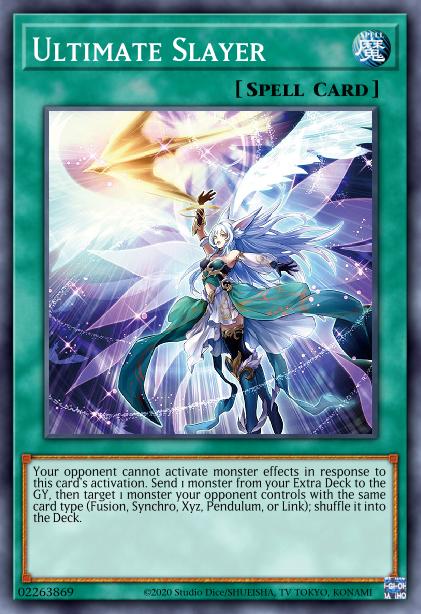 ULTIMATE SLAYER
SPELL
魔
[ SPELL CARD ]
Your opponent cannot activate monster effects in response to
this card's activation. Send 1 monster from your Extra Deck to the
GY, then target 1 monster your opponent controls with the same
card type (Fusion, Synchro, Xyz, Pendulum, or Link); shuffle it into
the Deck.
02263869
©2020 Studio Dice/SHUEISHA, TV TOKYO, KONAMI